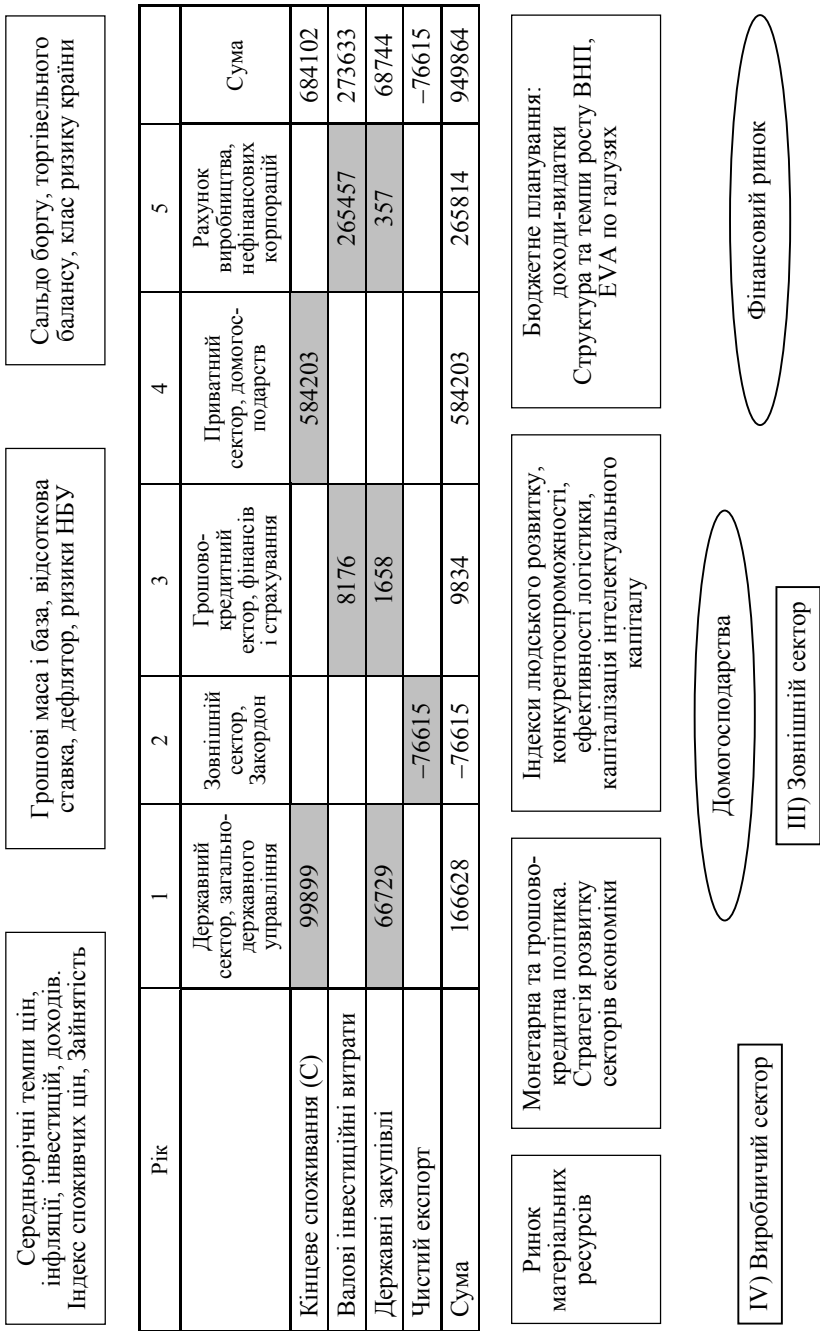 Середньорічні темпи цін,
інфляції, інвестицій, доходів.
Індекс споживчих цін, Зайнятість
Грошові маса і база, відсоткова
ставка, дефлятор, ризики НБУ
Сальдо боргу, торгівельного
балансу, клас ризику країни
Рік 1 2 3 4 5
Державний
сектор, загально-
державного
управління
Зовнішній
сектор,
Закордон
Грошово-
кредитний
ектор, фінансів
і страхування
Приватний
сектор, домогос-
подарств
Рахунок
виробництва,
нефінансових
корпорацій
Сума
Кінцеве споживання (С) 99899 584203 684102
Валові інвестиційні витрати 8176 265457 273633
Державні закупівлі 66729 1658 357 68744
Чистий експорт –76615 –76615
Сума 166628 –76615 9834 584203 265814 949864
Ринок
матеріальних
ресурсів
Монетарна та грошово-
кредитна політика.
Стратегія розвитку
секторів економіки
Індекси людського розвитку,
конкурентоспроможності,
ефективності логістики,
капіталізація інтелектуального
капіталу
Бюджетне планування:
доходи-видатки
Структура та темпи росту ВНП,
EVA по галузях
Домогосподарства
Фінансовий ринок
IV) Виробничий сектор
III) Зовнішній сектор